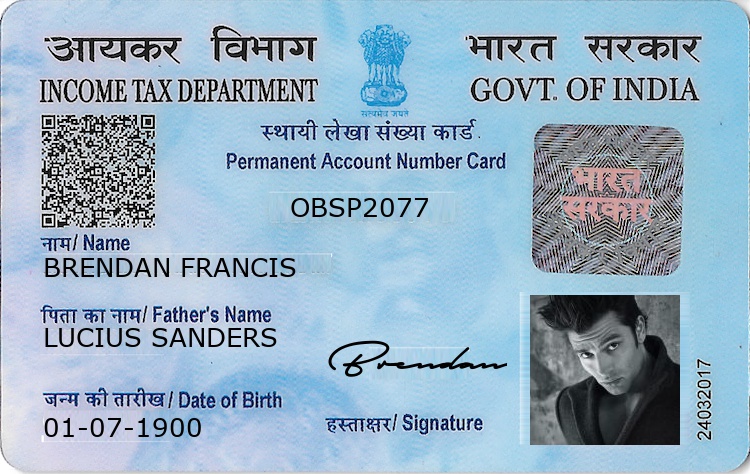 आयकर विभाग
INCOME TAX DEPARTMENT
सत्यमेव जयते
भारत सरकार
GOVT. OF INDIA
स्थायी लेखा संख्या कार्ड
Permanent Account Number Card
OBSP2077
भारत
सरकार
नाम/ Name
BRENDAN FRANCIS
पिता का नाम/ Father's Name
LUCIUS SANDERS
Brendan
जन्म की तारीख/ Date of Birth
01-07-1900
हस्ताक्षर/ Signature
24032017